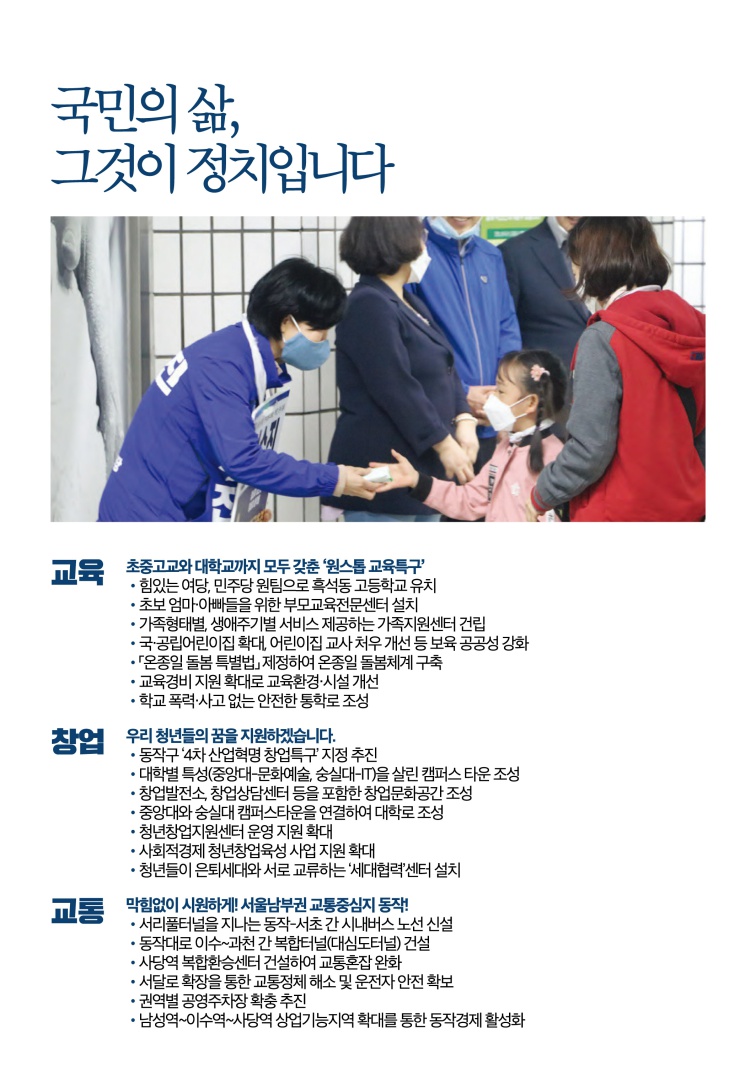 국민의 삶,
그것이 정치입니다
교육
초중고교와 대학교까지 모두 갖춘 '원스톱 교육특구'
• 힘있는 여당, 민주당 원팀으로 흑석동 고등학교 유치
• 초보 엄마·아빠들을 위한 부모교육전문센터 설치
• 가족형태별, 생애주기별 서비스 제공하는 가족지원센터 건립
• 국·공립어린이집 확대, 어린이집 교사 처우 개선 등 보육 공공성 강화
• 「온종일 돌봄 특별법」 제정하여 온종일 돌봄체계 구축
• 교육경비 지원 확대로 교육환경·시설 개선
• 학교 폭력·사고 없는 안전한 통학로 조성
창업
우리 청년들의 꿈을 지원하겠습니다.
• 동작구 '4차 산업혁명 창업특구' 지정 추진
• 대학별 특성(중앙대-문화예술, 숭실대-IT)을 살린 캠퍼스 타운 조성
• 창업발전소, 창업상담센터 등을 포함한 창업문화공간 조성
• 중앙대와 숭실대 캠퍼스타운을 연결하여 대학로 조성
• 청년창업지원센터 운영 지원 확대
• 사회적경제 청년창업육성 사업 지원 확대
• 청년들이 은퇴세대와 서로 교류하는 '세대협력'센터 설치
교통
막힘없이 시원하게! 서울남부권 교통중심지 동작!
• 서리풀터널을 지나는 동작-서초 간 시내버스 노선 신설
• 동작대로 이수~과천 간 복합터널(대심도터널) 건설
• 사당역 복합환승센터 건설하여 교통혼잡 완화
• 서달로 확장을 통한 교통정체 해소 및 운전자 안전 확보
• 권역별 공영주차장 확충 추진
• 남성역~이수역~사당역 상업기능지역 확대를 통한 동작경제 활성화